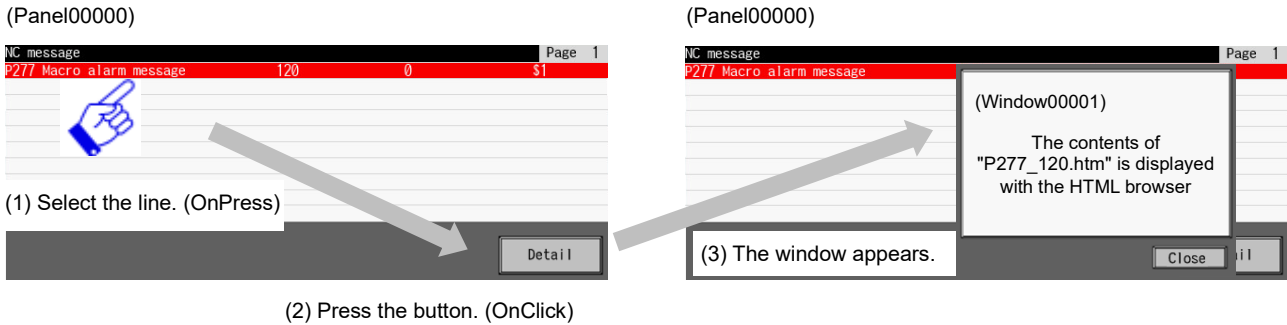 (Panel00000)
NC message Page 1
P277 Macro alarm message 120 0 $1
(1) Select the line. (OnPress)
Detail
(2) Press the button. (OnClick)
(Panel00000)
NC message Page 1
P277 Macro alarm message
(Window00001)
The contents of
"P277_120.htm" is displayed
with the HTML browser
(3) The window appears.
Close
il